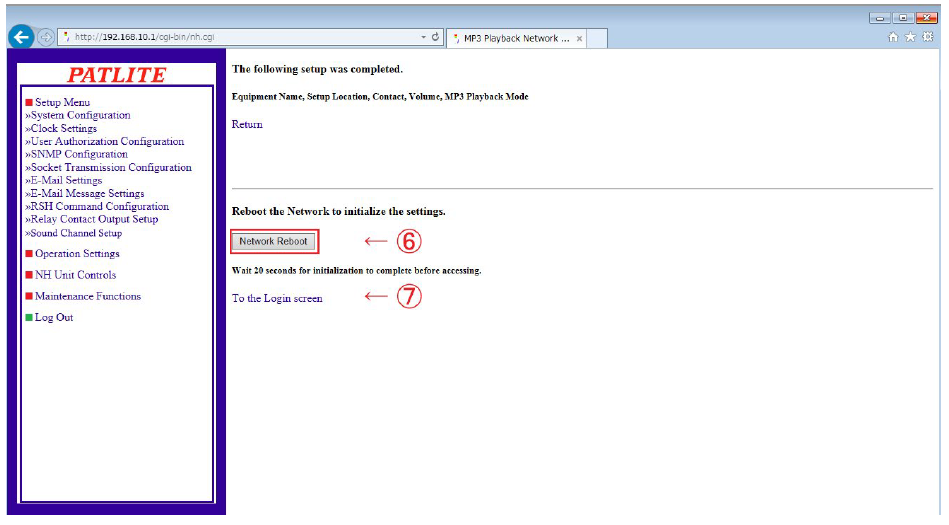 http://192.168.10.1/cgi-bin/nh.cgi
MP3 Playback Network ...
PATLITE
Setup Menu
»System Configuration
»Clock Settings
»User Authorization Configuration
»SNMP Configuration
»Socket Transmission Configuration
»E-Mail Settings
»E-Mail Message Settings
»RSH Command Configuration
»Relay Contact Output Setup
»Sound Channel Setup
Operation Settings
NH Unit Controls
Maintenance Functions
Log Out
The following setup was completed.
Equipment Name, Setup Location, Contact, Volume, MP3 Playback Mode
Return
Reboot the Network to initialize the settings.
Network Reboot ← ⑥
Wait 20 seconds for initialization to complete before accessing.
To the Login screen ← ⑦